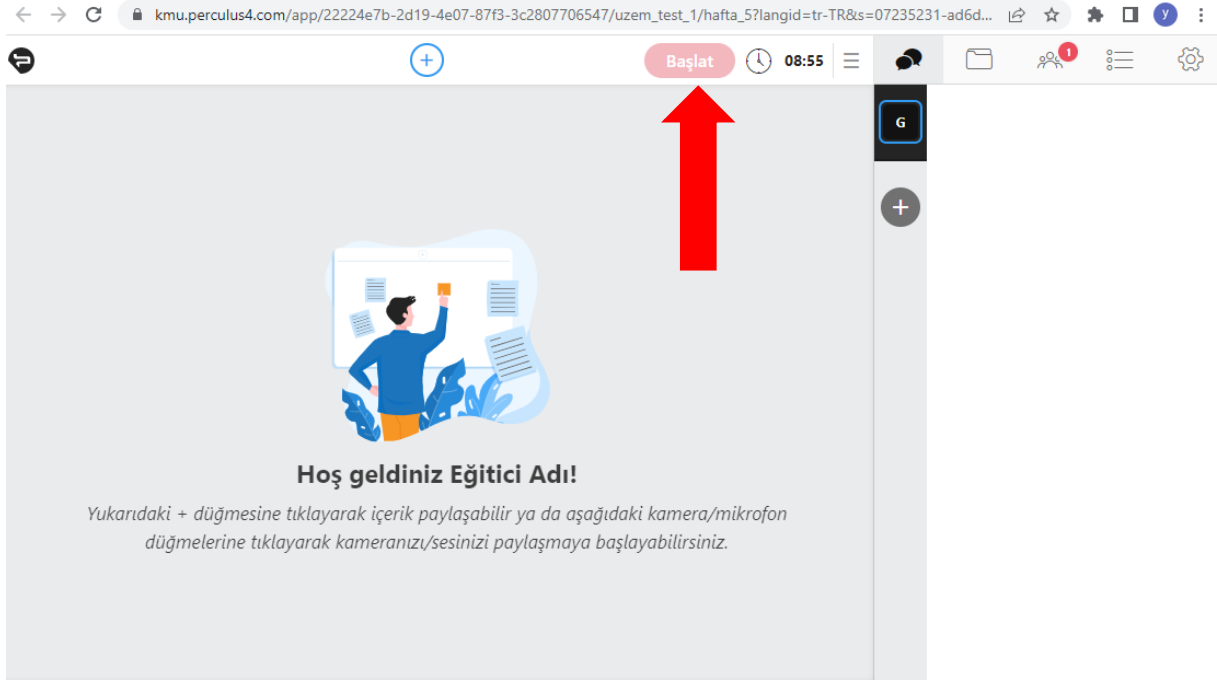 kmu.perculus4.com/app/22224e7b-2d19-4e07-87f3-3c2807706547/uzem_test_1/hafta_5?langid=tr-TR&ls=07235231-ad6d...
y
Başlat
08:55
1
G
Hoş geldiniz Eğitici Adı!
Yukarıdaki + düğmesine tıklayarak içerik paylaşabilir ya da aşağıdaki kamera/mikrofon
düğmelerine tıklayarak kameranızı/sesinizi paylaşmaya başlayabilirsiniz.